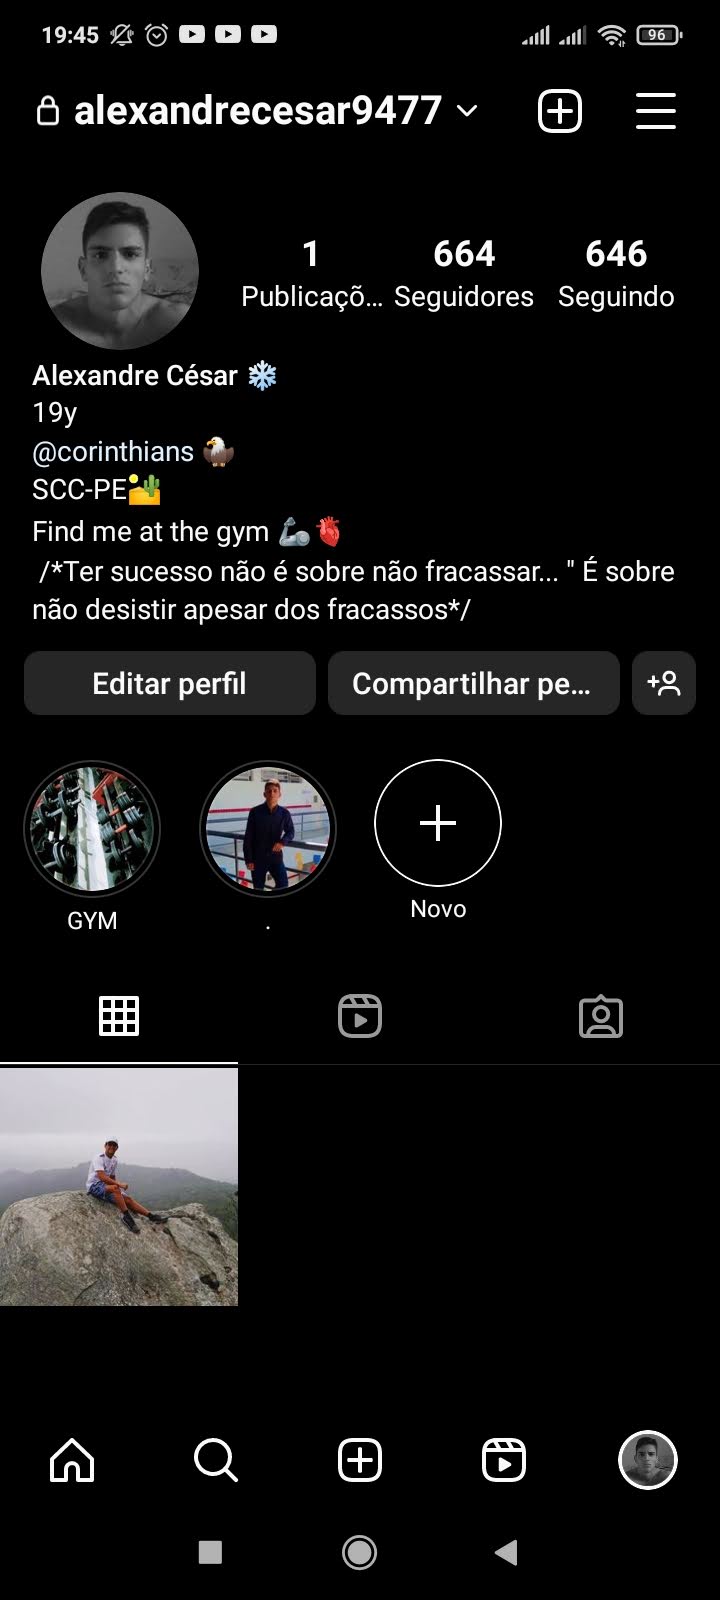 19:45 96
alexandrecesar9477
1 664 646
Publicaçõ... Seguidores Seguindo
Alexandre César ❄️
19y
@corinthians 🦅
SCC-PE🏜️
Find me at the gym 🦾🫀
/*Ter sucesso não é sobre não fracassar... " É sobre
não desistir apesar dos fracassos*/
Editar perfil Compartilhar pe...
GYM . Novo